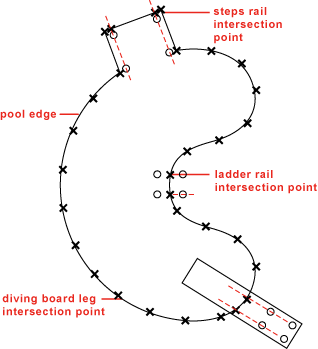 steps rail
intersection
point
pool edge
ladder rail
intersection point
diving board leg
intersection point